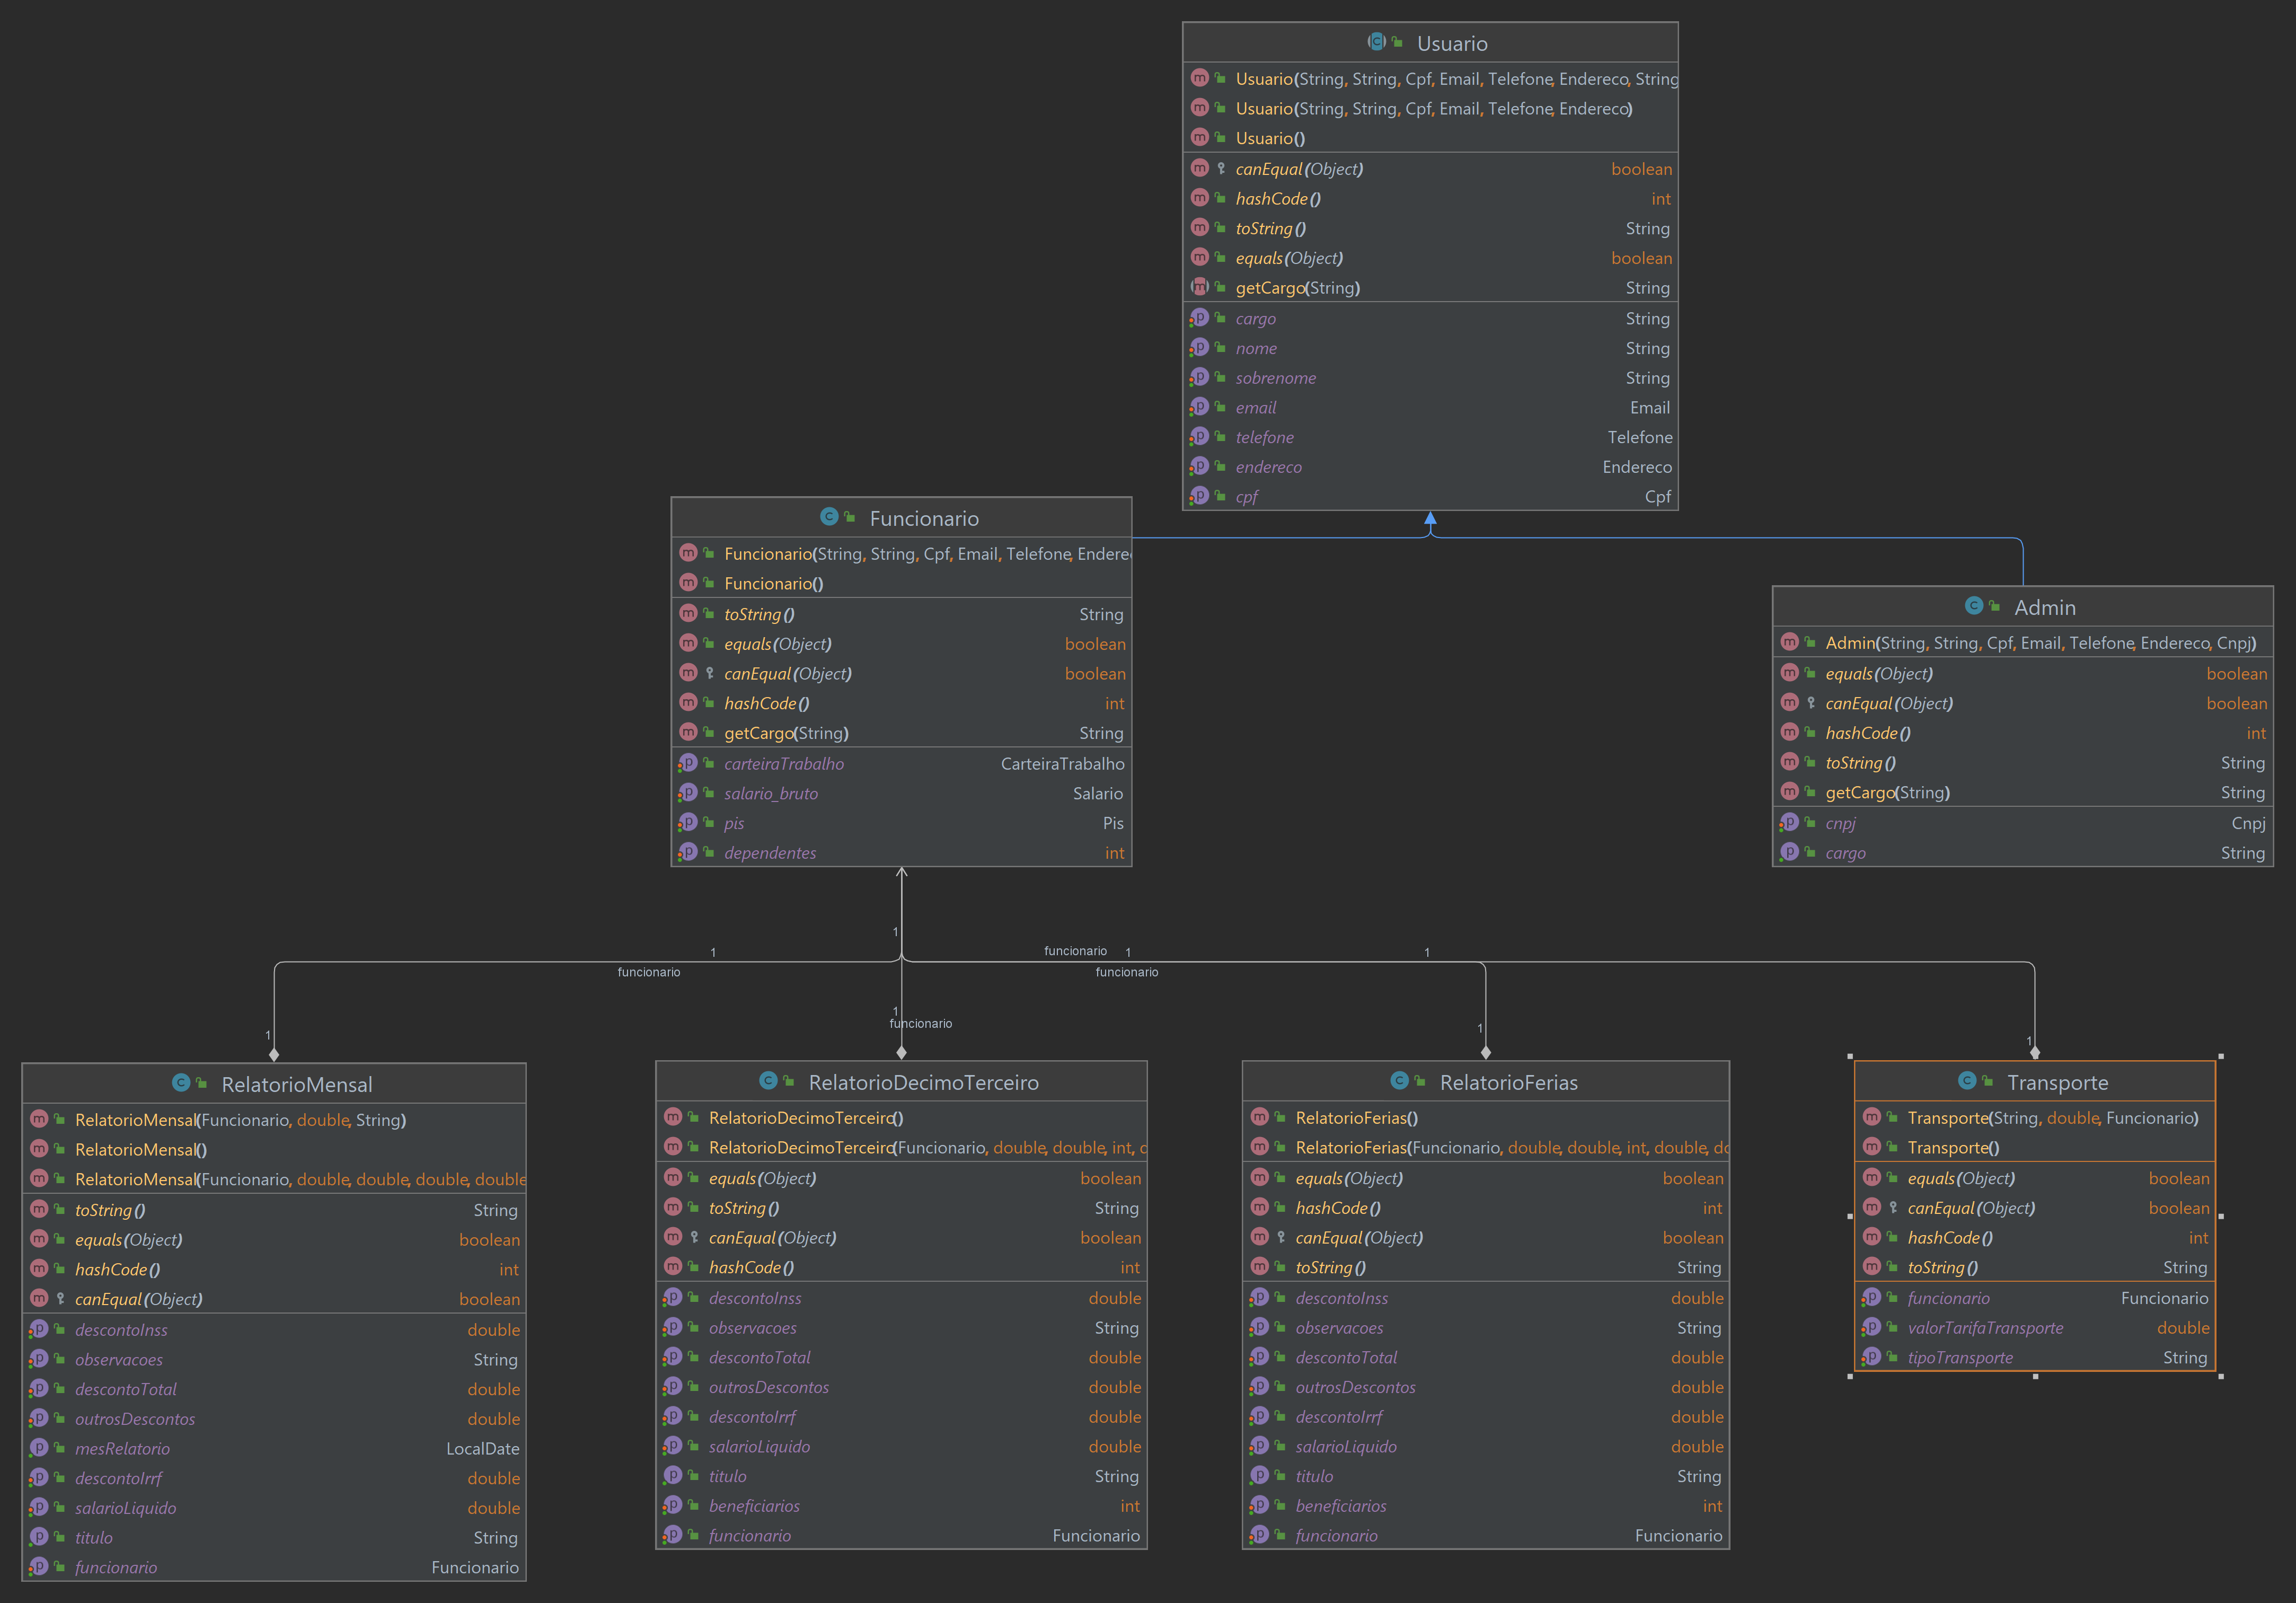 Usuario
Usuario(String, String, Cpf, Email, Telefone, Endereco, String
Usuario(String, String, Cpf, Email, Telefone, Endereco)
Usuario()
canEqual(Object) boolean
hashCode() int
toString() String
equals(Object) boolean
getCargo(String) String
cargo String
nome String
sobrenome String
email Email
telefone Telefone
endereco Endereco
cpf Cpf
Funcionario
Funcionario(String, String, Cpf, Email, Telefone, Endere
Funcionario()
toString() String
equals(Object) boolean
canEqual(Object) boolean
hashCode() int
getCargo(String) String
carteiraTrabalho CarteiraTrabalho
salario_bruto Salario
pis Pis
dependentes int
Admin
Admin(String, String, Cpf, Email, Telefone, Endereco, Cnpj)
equals(Object) boolean
canEqual(Object) boolean
hashCode() int
toString() String
getCargo(String) String
cnpj Cnpj
cargo String
1
1
funcionario
1
1
funcionario
funcionario
1
funcionario
1
1
1
RelatorioMensal
RelatorioMensal(Funcionario, double, String)
RelatorioMensal()
RelatorioMensal(Funcionario, double, double, double, double
toString() String
equals(Object) boolean
hashCode() int
canEqual(Object) boolean
descontoInss double
observacoes String
descontoTotal double
outrosDescontos double
mesRelatorio LocalDate
descontoIrrf double
salarioLiquido double
titulo String
funcionario Funcionario
RelatorioDecimoTerceiro
RelatorioDecimoTerceiro()
RelatorioDecimoTerceiro(Funcionario, double, double, int, d
equals(Object) boolean
toString() String
canEqual(Object) boolean
hashCode() int
descontoInss double
observacoes String
descontoTotal double
outrosDescontos double
descontoIrrf double
salarioLiquido double
titulo String
beneficiarios int
funcionario Funcionario
RelatorioFerias
RelatorioFerias()
RelatorioFerias(Funcionario, double, double, int, double, do
equals(Object) boolean
hashCode() int
canEqual(Object) boolean
toString() String
descontoInss double
observacoes String
descontoTotal double
outrosDescontos double
descontoIrrf double
salarioLiquido double
titulo String
beneficiarios int
funcionario Funcionario
Transporte
Transporte(String, double, Funcionario)
Transporte()
equals(Object) boolean
canEqual(Object) boolean
hashCode() int
toString() String
funcionario Funcionario
valorTarifaTransporte double
tipoTransporte String